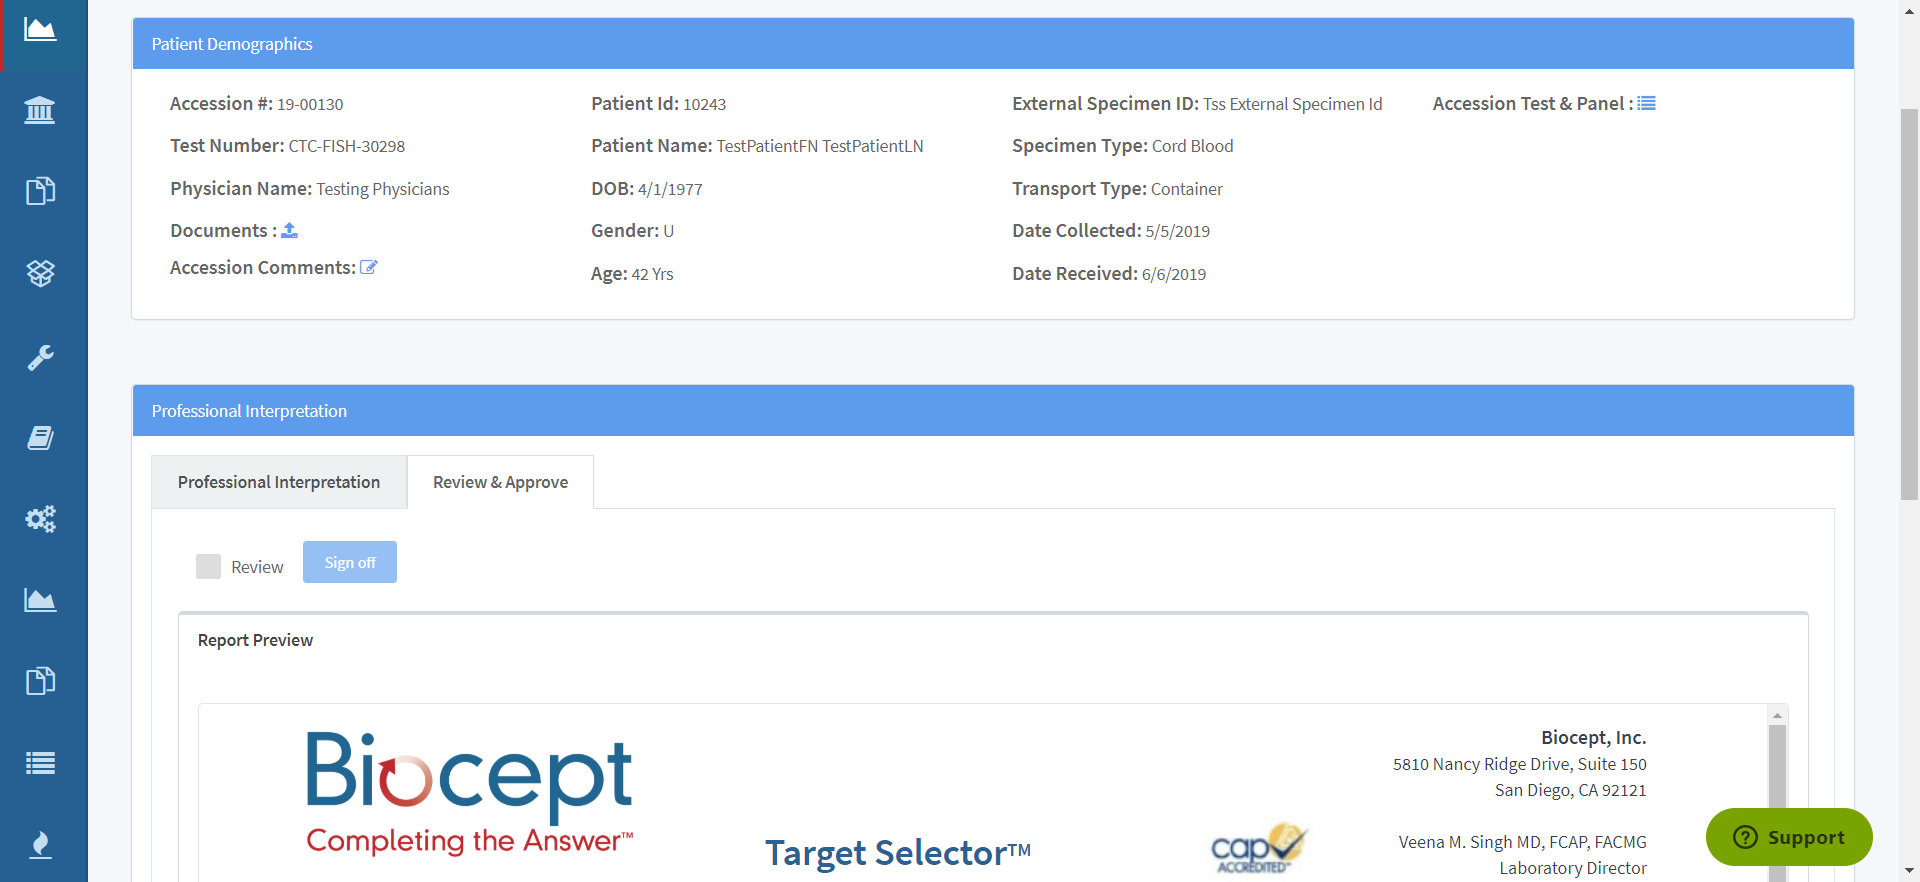 Patient Demographics
Accession #: 19-00130
Patient Id: 10243
External Specimen ID: Tss External Specimen Id
Accession Test & Panel :
Test Number: CTC-FISH-30298
Patient Name: TestPatientFN TestPatientLN
Specimen Type: Cord Blood
Physician Name: Testing Physicians
DOB: 4/1/1977
Transport Type: Container
Documents :
Gender: U
Date Collected: 5/5/2019
Accession Comments:
Age: 42 Yrs
Date Received: 6/6/2019
Professional Interpretation
Professional Interpretation
Review & Approve
Review
Sign off
Report Preview
Biocept
Completing the Answer™
Target Selector™
cap
ACCREDITED™
Biocept, Inc.
5810 Nancy Ridge Drive, Suite 150
San Diego, CA 92121
Veena M. Singh MD, FCAP, FACMG
Laboratory Director
? Support